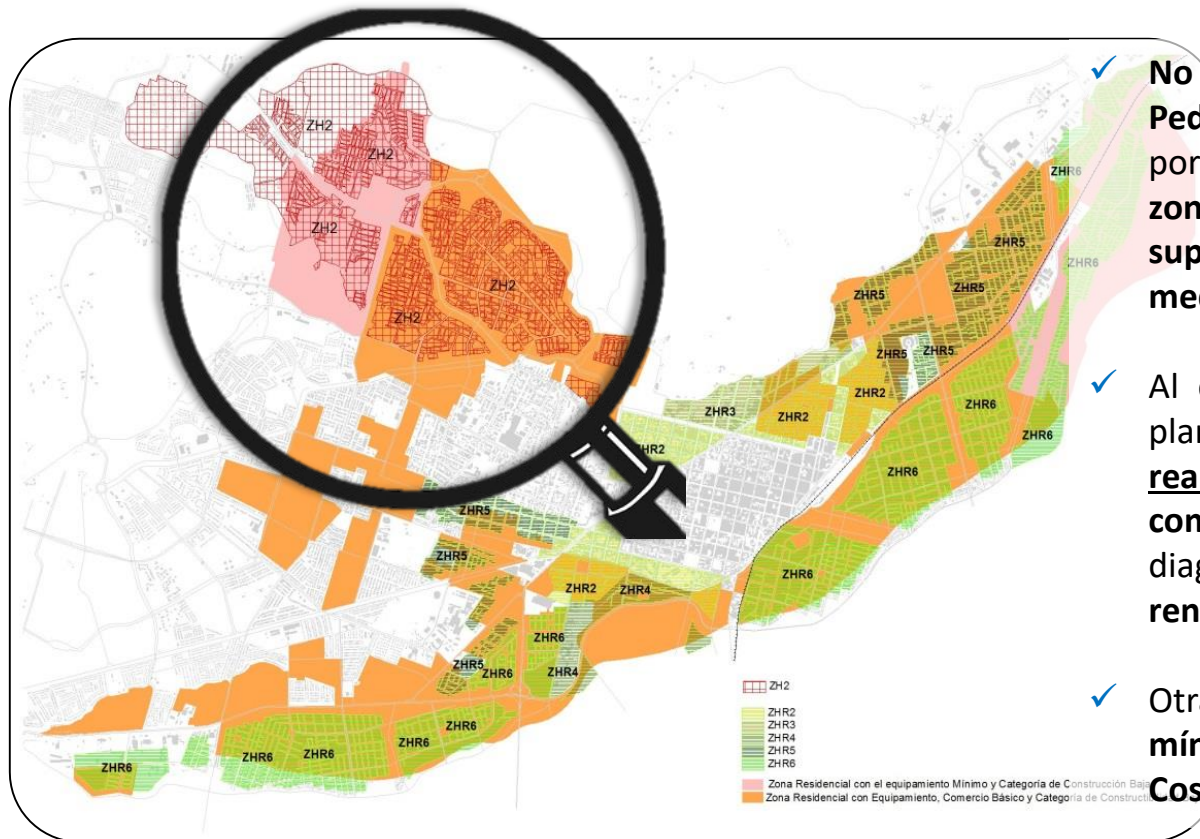 ZH2
ZH2
ZH2
ZH2
ZH2
ZHR6
ZHR5
ZHR6
ZHR5
ZHR5
ZHR5
ZHR5
ZHR2
ZHR3
ZHR2
ZHR6
ZHR2
ZHR6
ZHR6
ZHR5
ZHR5
ZHR6
ZHR2
ZHR4
ZHR6
ZHR5
ZHR6
ZHR4
ZHR6
ZHR6
ZHR6
ZHR6
ZHR6
ZH2
ZHR2
ZHR3
ZHR4
ZHR5
ZHR6
Zona Residencial con el equipamiento Mínimo y Categoría de Construcción Baja
Zona Residencial con Equipamiento, Comercio Básico y Categoría de
✓ No
Ped
por
zon
sup
me
✓ Al
plan
rea
con
diag
ren
✓ Otra
mín
Cos